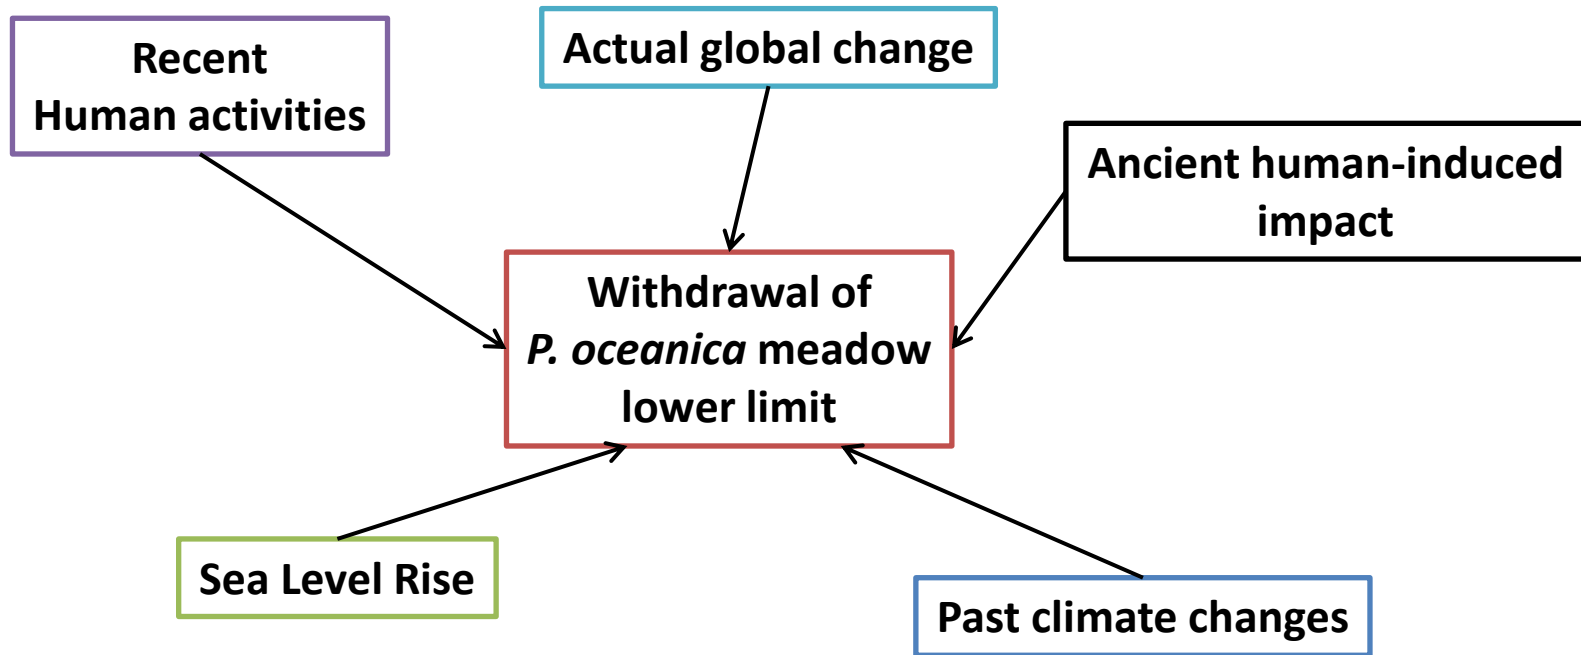 Recent
Human activities
Actual global change
Ancient human-induced
impact
Withdrawal of
P. oceanica meadow
lower limit
Sea Level Rise
Past climate changes